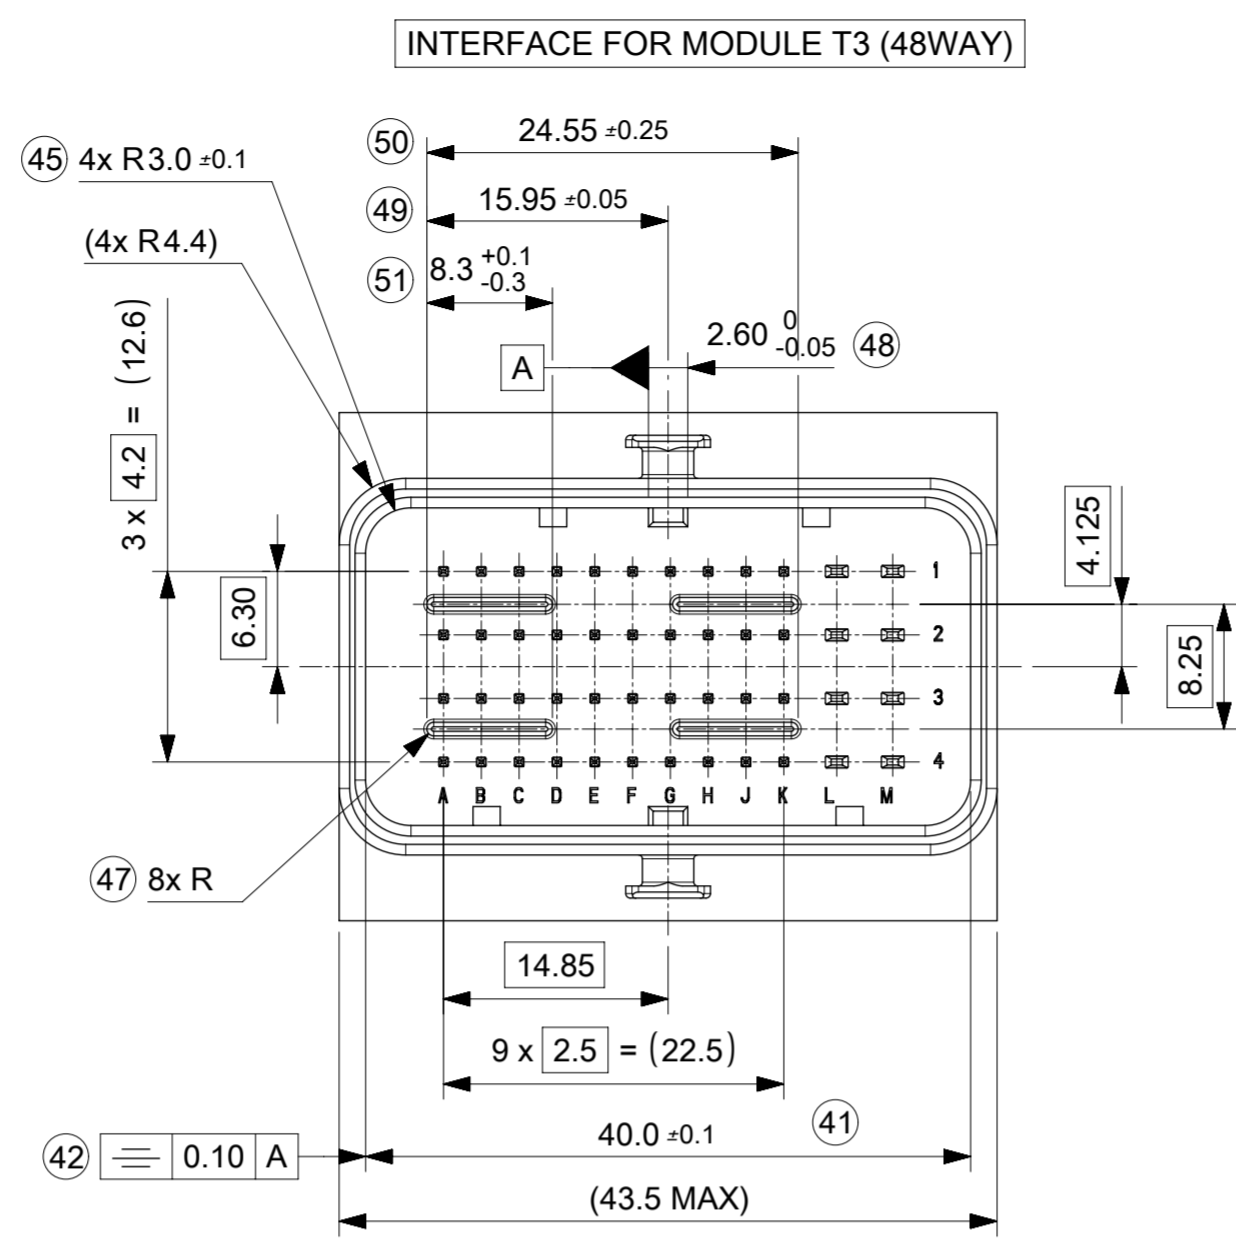 INTERFACE FOR MODULE T3 (48WAY)
50 24.55 ±0.25
45 4x R3.0 ±0.1
49 15.95 ±0.05
(4x R4.4)
51 8.3 +0.1 -0.3
2.60 0 -0.05 48
A
3 x 4.2 = (12.6)
6.30
4.125
8.25
1
2
3
4
A B C D E F G H J K L M
47 8x R
14.85
9 x 2.5 = (22.5)
40.0 ±0.1 41
42 0.10 A
(43.5 MAX)